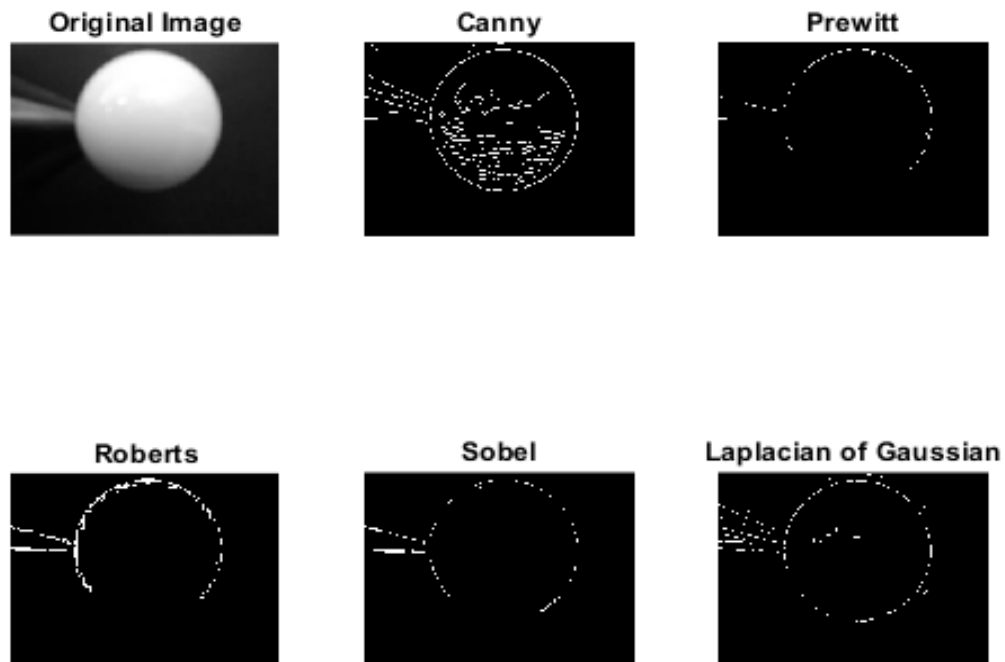 Original Image
Canny
Prewitt
Roberts
Sobel
Laplacian of Gaussian